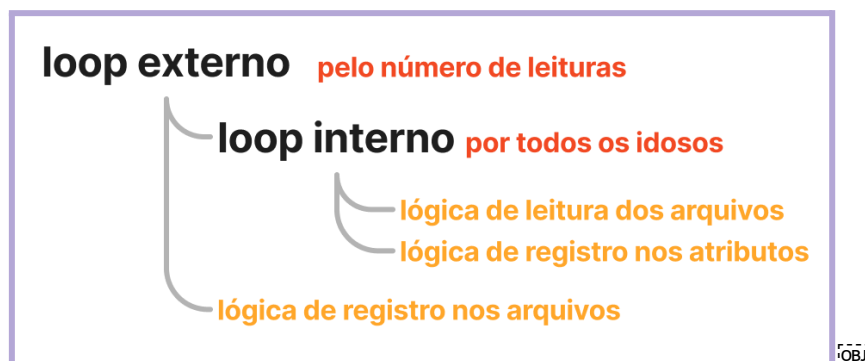 loop externo pelo número de leituras
loop interno por todos os idosos
lógica de leitura dos arquivos
lógica de registro nos atributos
lógica de registro nos arquivos
OBJ